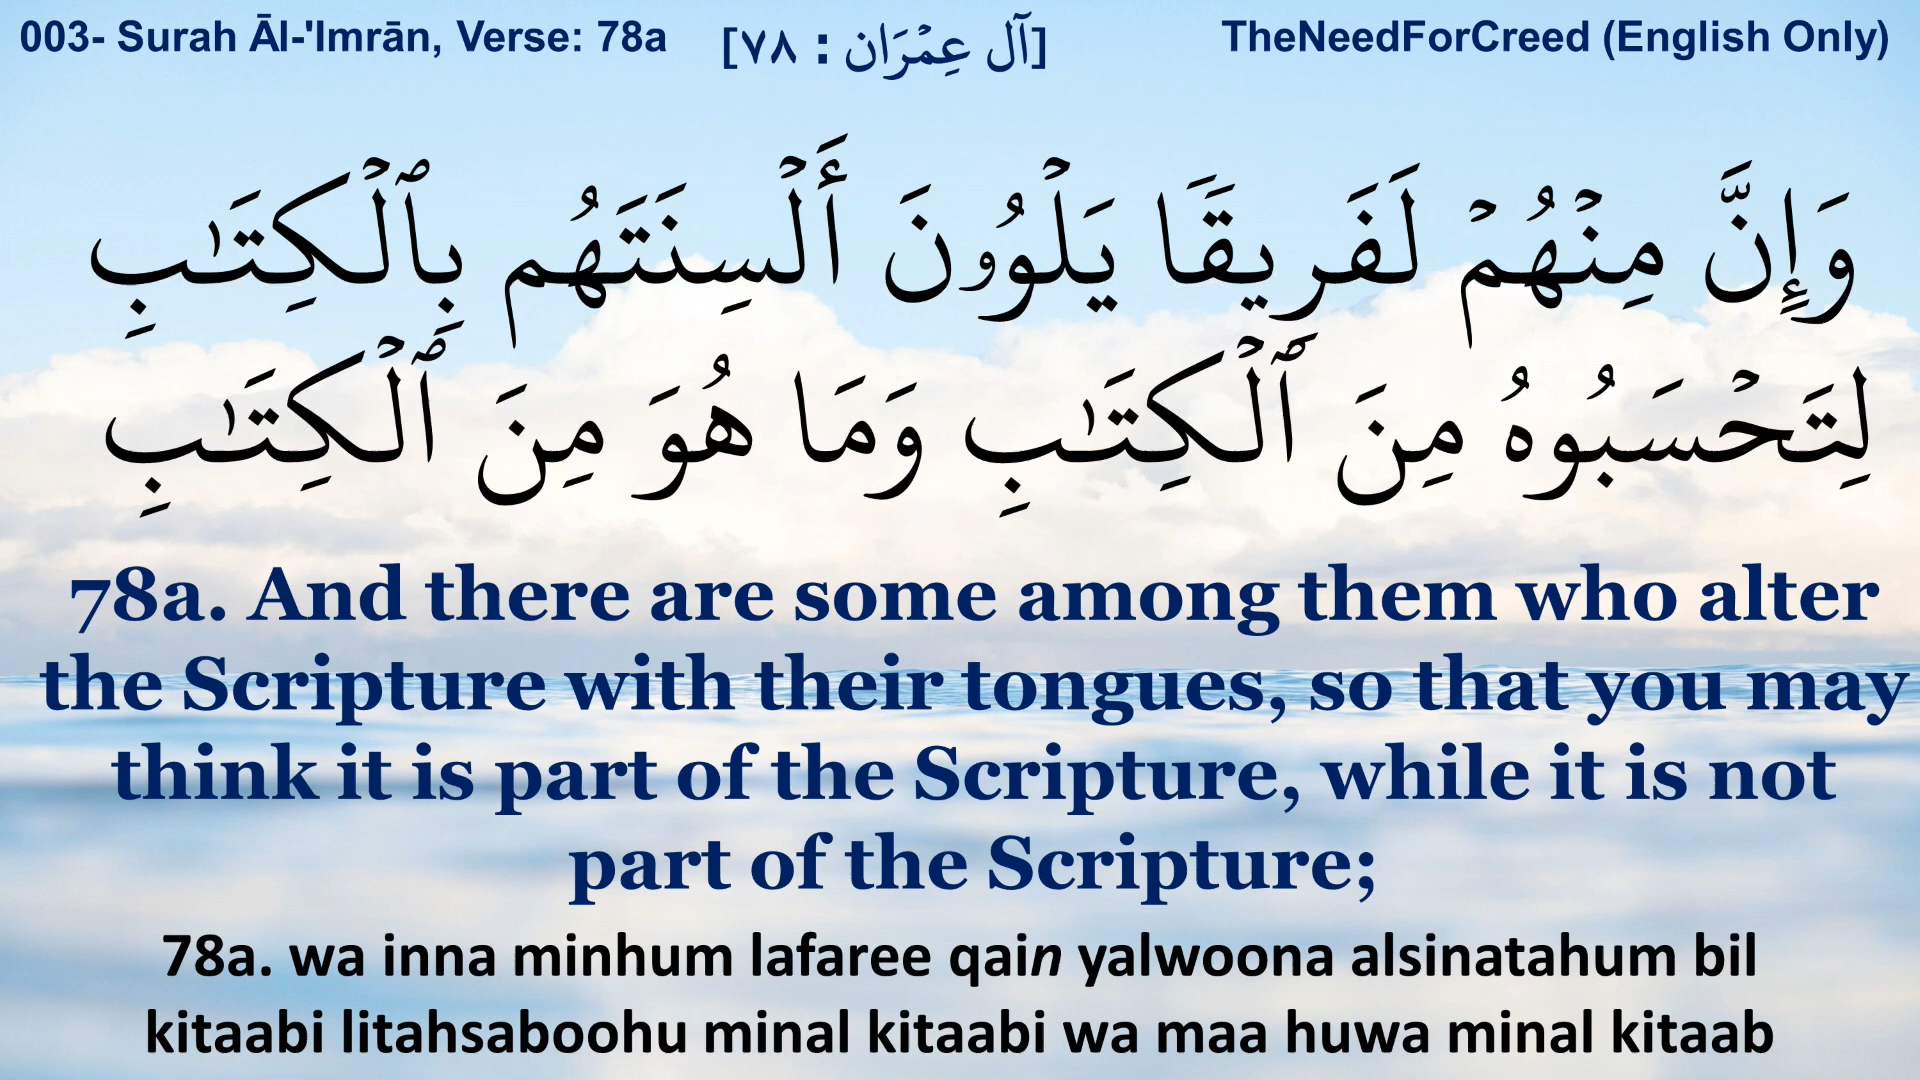 003- Surah Āl-'Imrān, Verse: 78a
[آل عِمْرَان : ٧٨]
TheNeedForCreed (English Only)
وَإِنَّ مِنْهُمْ لَفَرِيقًا يَلْوُۥنَ أَلْسِنَتَهُم بِٱلْكِتَـٰبِ
لِتَحْسَبُوهُ مِنَ ٱلْكِتَـٰبِ وَمَا هُوَ مِنَ ٱلْكِتَـٰبِ
78a. And there are some among them who alter
the Scripture with their tongues, so that you may
think it is part of the Scripture, while it is not
part of the Scripture;
78a. wa inna minhum lafaree qain yalwoona alsinatahum bil
kitaabi litahsaboohu minal kitaabi wa maa huwa minal kitaab